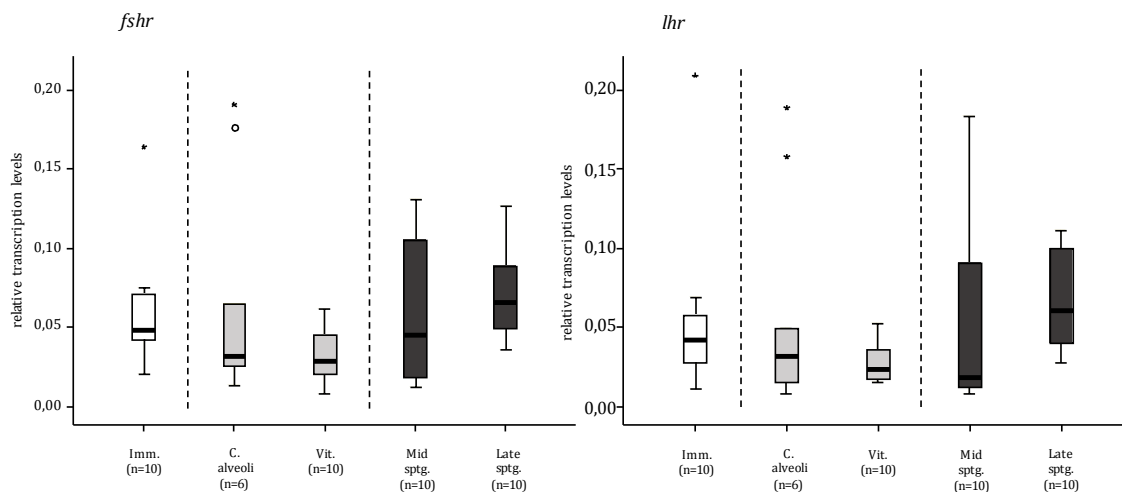 fshr
relative transcription levels
0,20
0,15
0,10
0,05
0,00
Imm.
(n=10)
C.
alveoli
(n=6)
Vit.
(n=10)
Mid
sptg.
(n=10)
Late
sptg.
(n=10)
lhr
relative transcription levels
0,20
0,15
0,10
0,05
0,00
Imm.
(n=10)
C.
alveoli
(n=6)
Vit.
(n=10)
Mid
sptg.
(n=10)
Late
sptg.
(n=10)